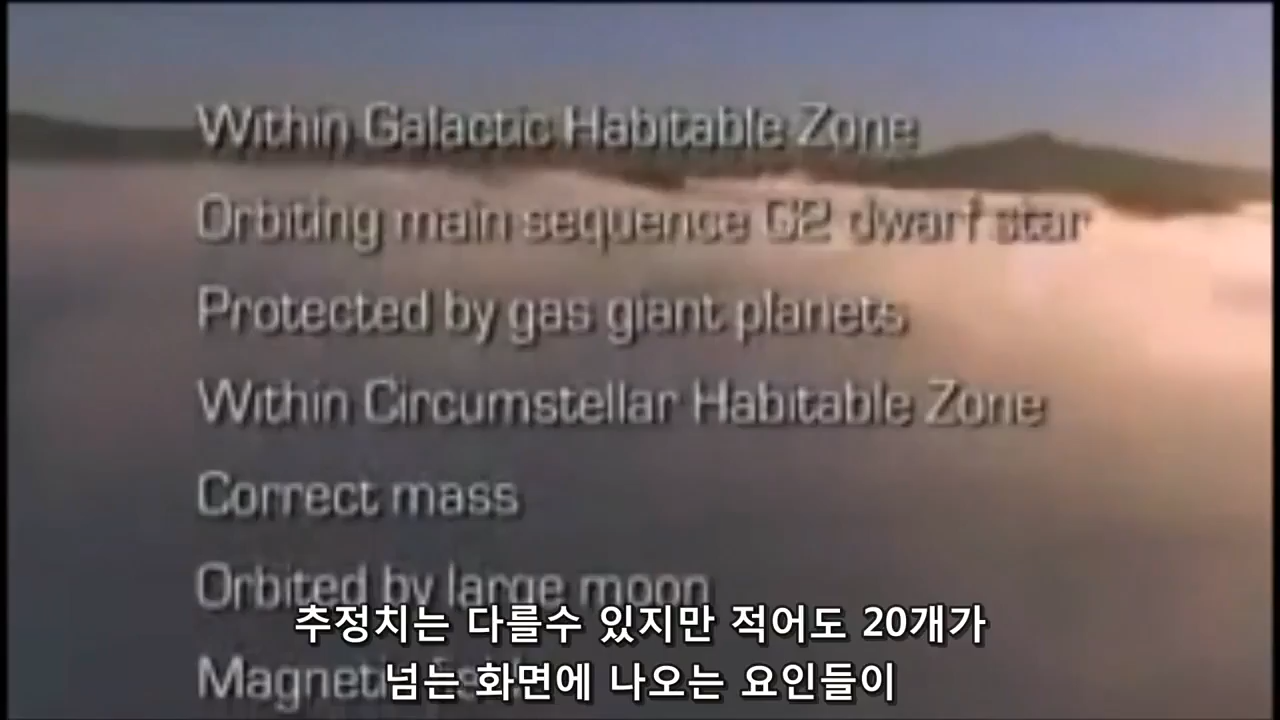 Within Galactic Habitable Zone
Orbiting main sequence G2 dwarf star
Protected by gas giant planets
Within Circumstellar Habitable Zone
Correct mass
Orbited by large moon
추정치는 다를수 있지만 적어도 20개가
Magnetic
넘는 화면에 나오는 요인들이